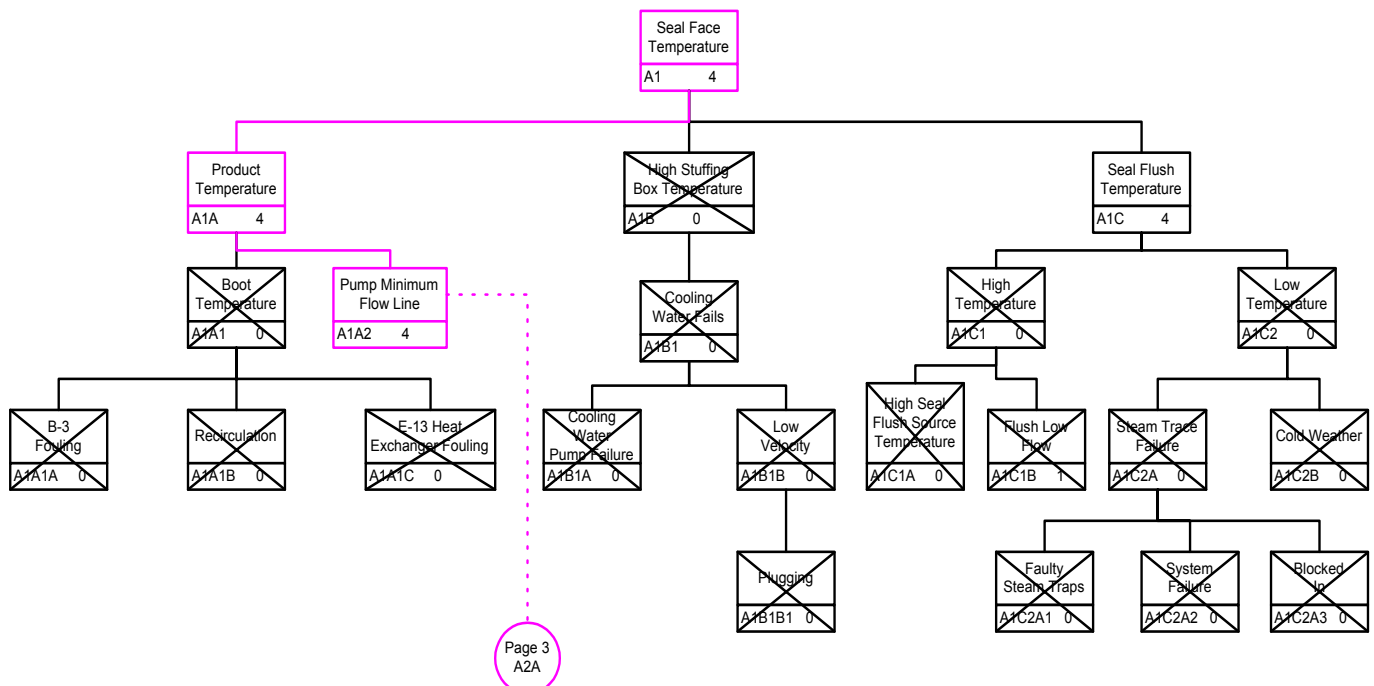 Seal Face
Temperature
A1 4
Product
Temperature
A1A 4
High Stuffing
Box Temperature
A1B 0
Seal Flush
Temperature
A1C 4
Boot
Temperature
A1A1 0
Pump Minimum
Flow Line
A1A2 4
Cooling
Water Fails
A1B1 0
High
Temperature
A1C1 0
Low
Temperature
A1C2 0
B-3
Fouling
A1A1A 0
Recirculation
A1A1B 0
E-13 Heat
Exchanger Fouling
A1A1C 0
Cooling
Water
Pump Failure
A1B1A 0
Low
Velocity
A1B1B 0
High Seal
Flush Source
Temperature
A1C1A 0
Flush Low
Flow
A1C1B 1
Steam Trace
Failure
A1C2A 0
Cold Weather
A1C2B 0
Plugging
A1B1B1 0
Faulty
Steam Traps
A1C2A1 0
System
Failure
A1C2A2 0
Blocked
In
A1C2A3 0
Page 3
A2A